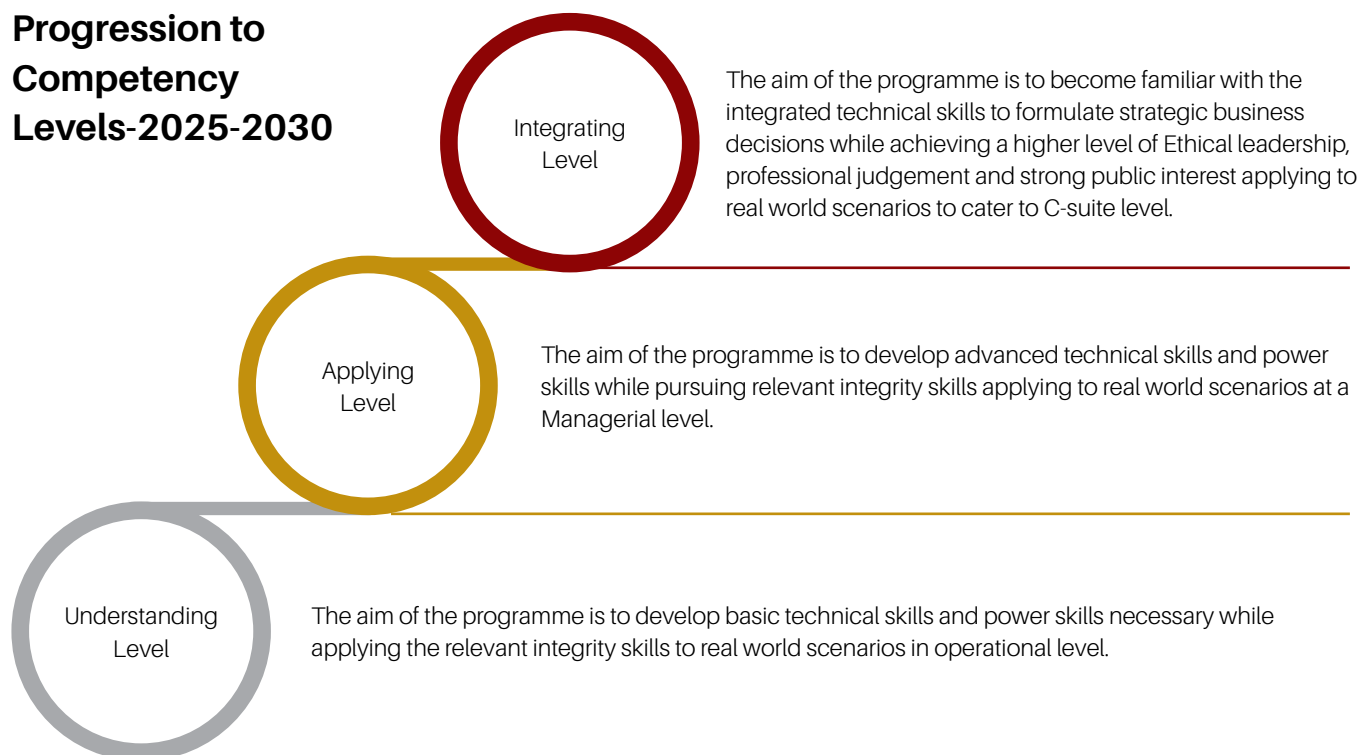 Progression to
Competency
Levels-2025-2030
Integrating
Level
The aim of the programme is to become familiar with the
integrated technical skills to formulate strategic business
decisions while achieving a higher level of Ethical leadership,
professional judgement and strong public interest applying to
real world scenarios to cater to C-suite level.
Applying
Level
The aim of the programme is to develop advanced technical skills and power
skills while pursuing relevant integrity skills applying to real world scenarios at a
Managerial level.
Understanding
Level
The aim of the programme is to develop basic technical skills and power skills necessary while
applying the relevant integrity skills to real world scenarios in operational level.